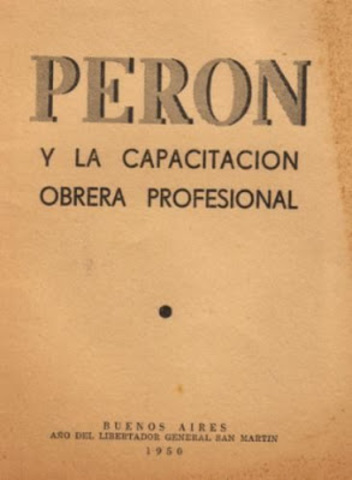 PERON
Y LA CAPACITACION
OBRERA PROFESIONAL
BUENOS AIRES
AÑO DEL LIBERTADOR GENERAL SAN MARTIN
1950